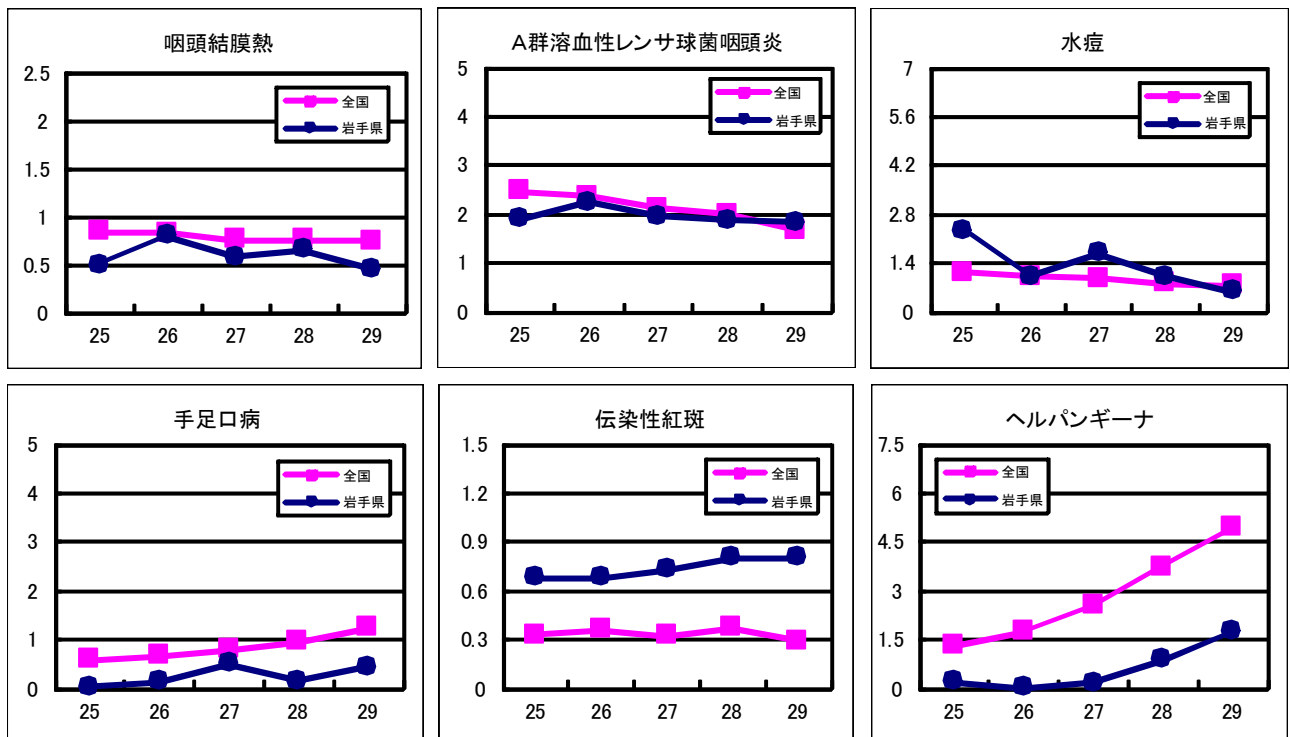 咽頭結膜熱
2.5
2
1.5
1
0.5
0
25 26 27 28 29
全国
岩手県
A群溶血性レンサ球菌咽頭炎
5
4
3
2
1
0
25 26 27 28 29
全国
岩手県
水痘
7
5.6
4.2
2.8
1.4
0
25 26 27 28 29
全国
岩手県
手足口病
5
4
3
2
1
0
25 26 27 28 29
全国
岩手県
伝染性紅斑
1.5
1.2
0.9
0.6
0.3
0
25 26 27 28 29
全国
岩手県
ヘルパンギーナ
7.5
6
4.5
3
1.5
0
25 26 27 28 29
全国
岩手県